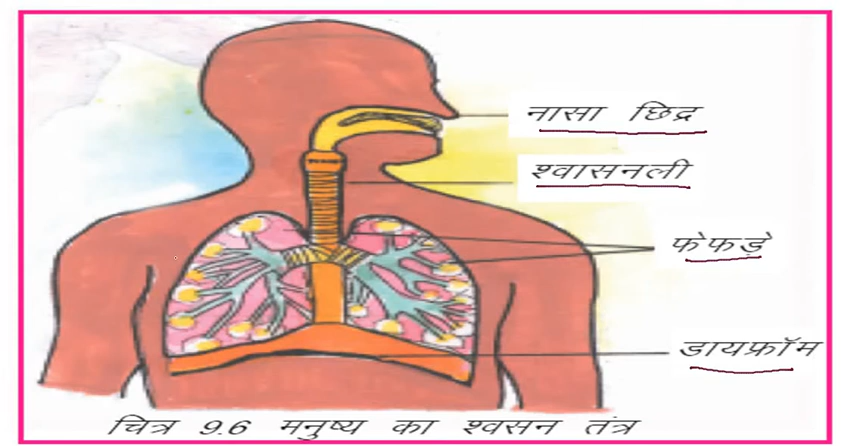 नासा छिद्र
श्वासनली
फेफड़े
डायफ्रॉम
चित्र 9.6 मनुष्य का श्वसन तंत्र